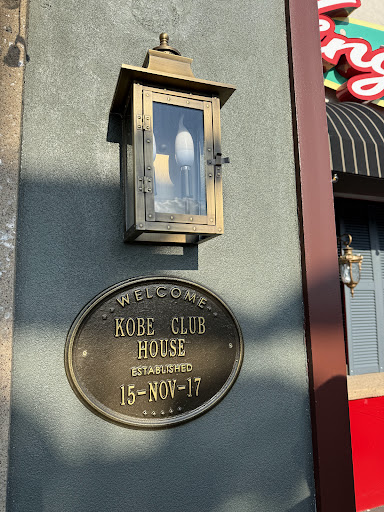 WELCOME
KOBE CLUB
HOUSE
ESTABLISHED
15-NOV-17